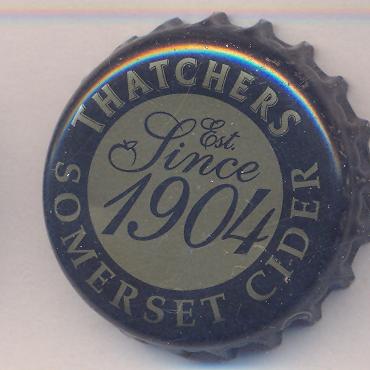 THATCHERS
Est.
Since
1904
SOMERSET CIDER